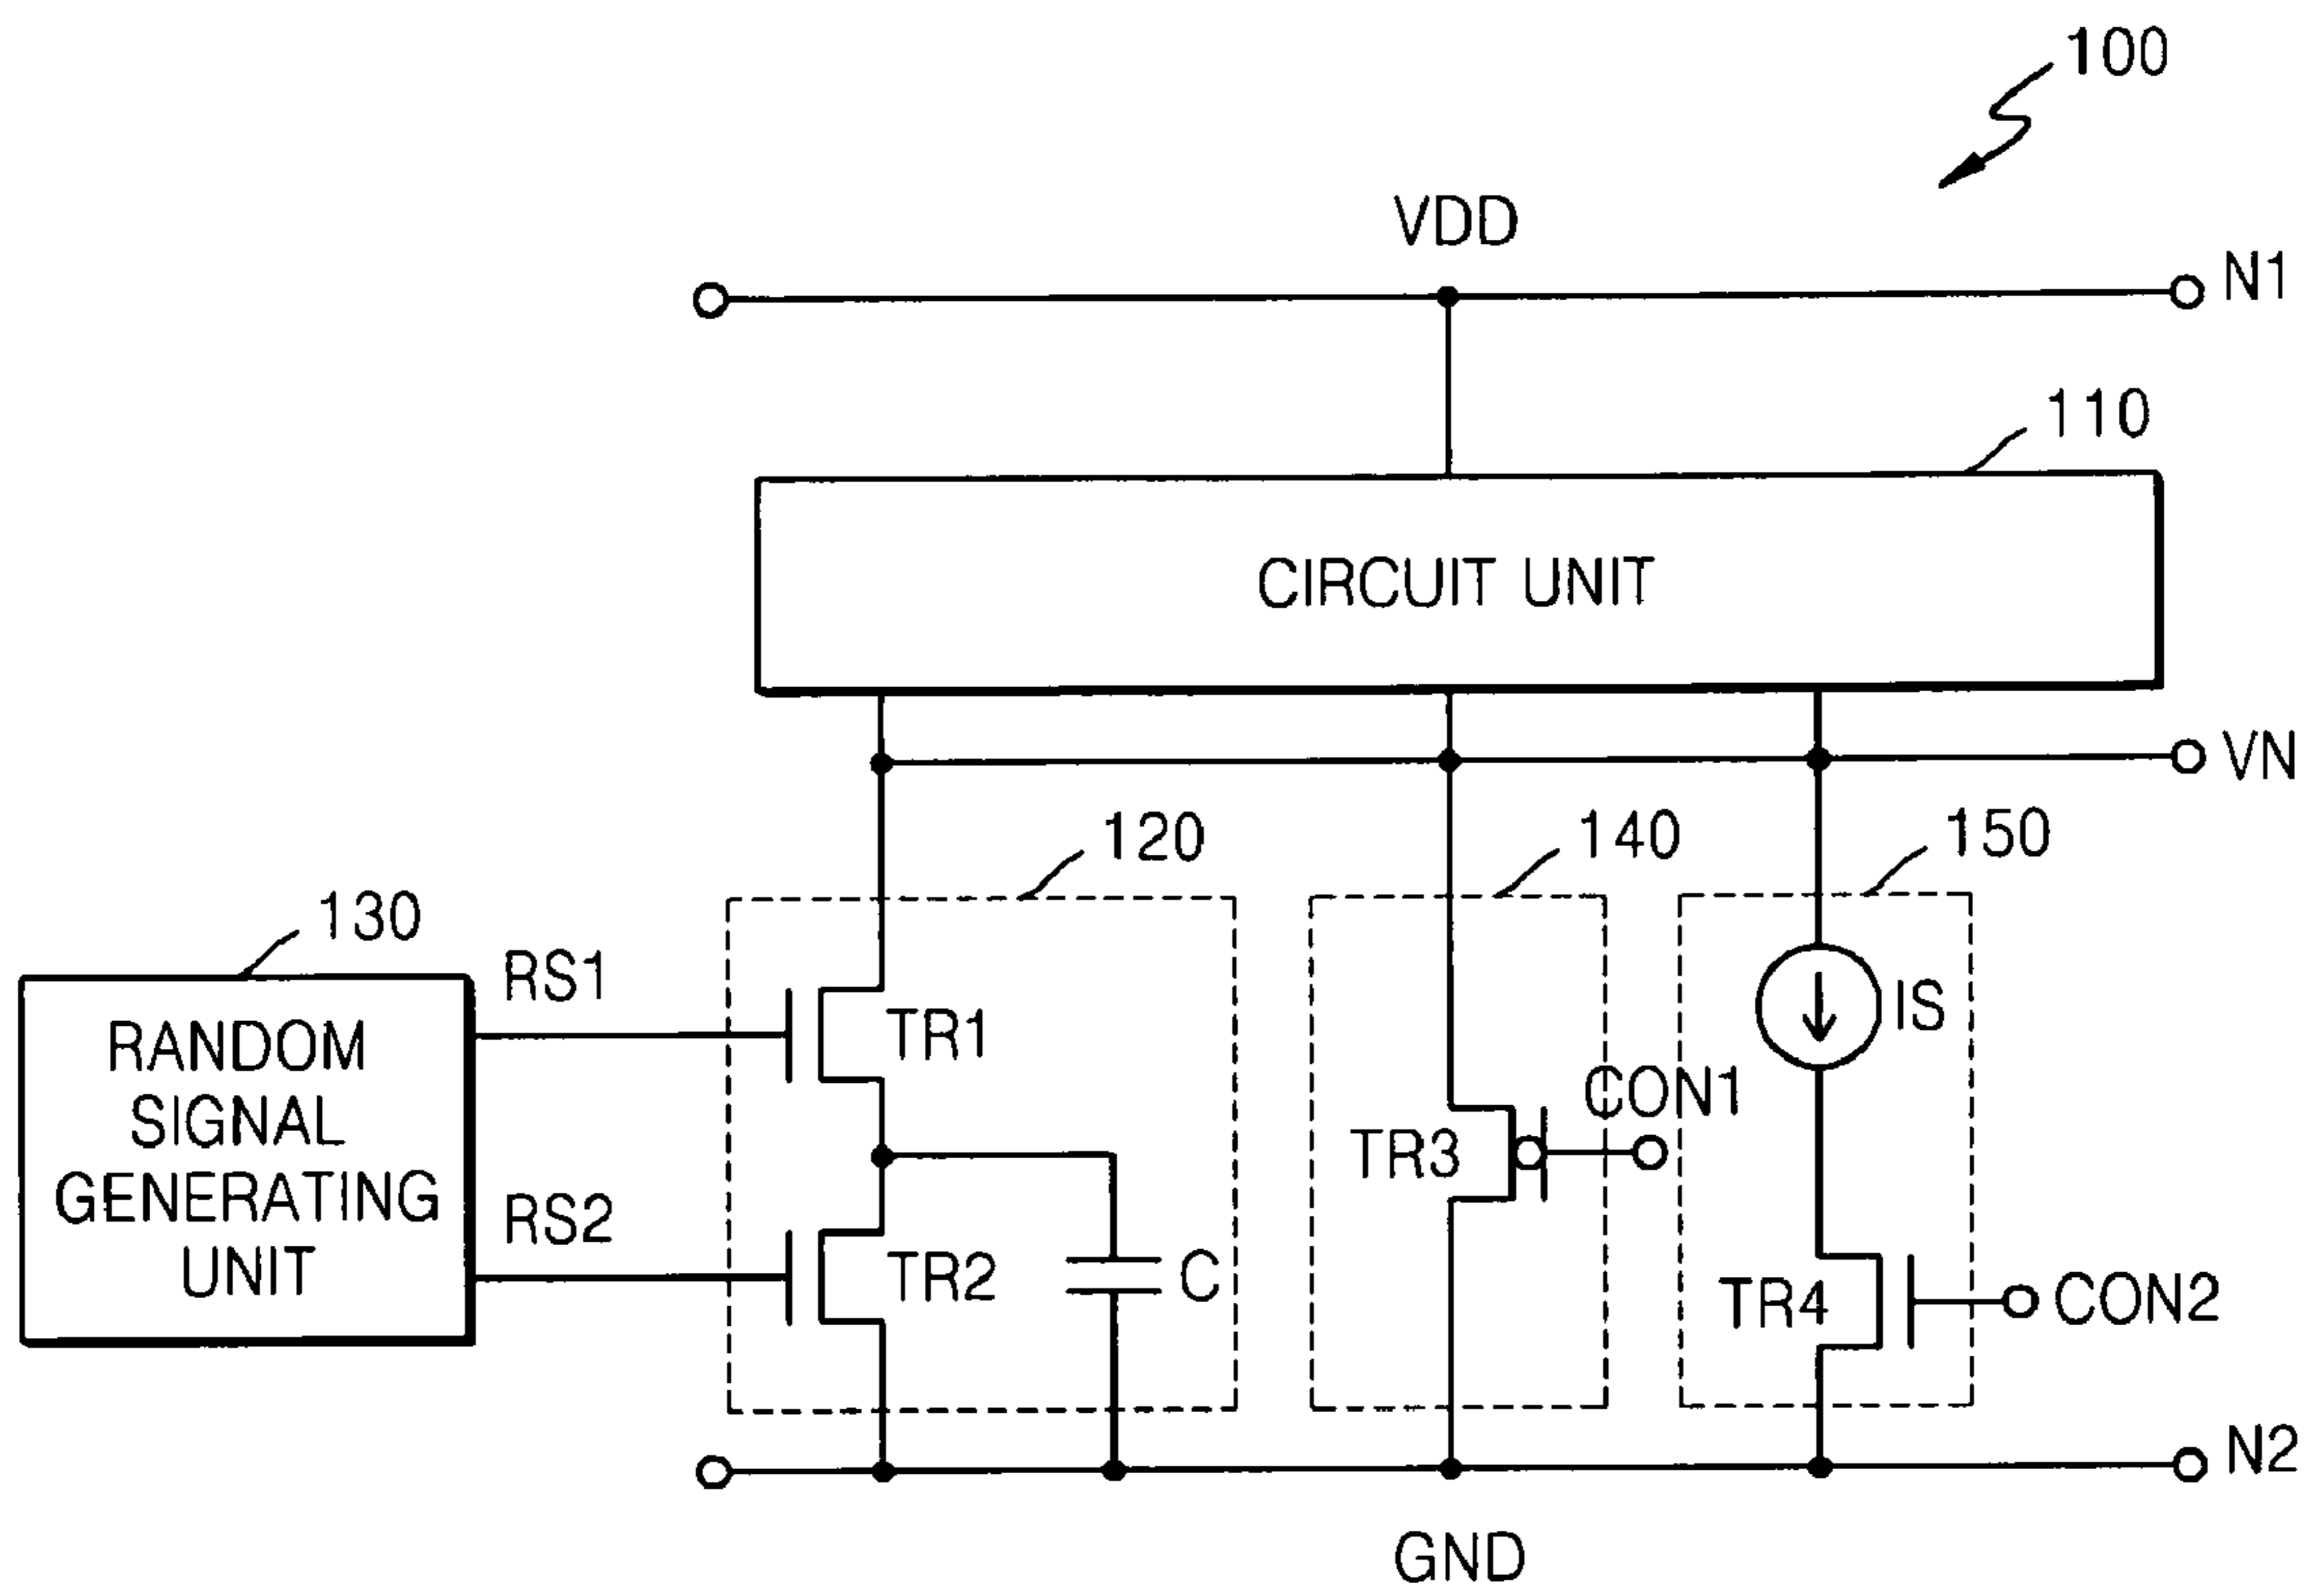 100
VDD
N1
110
CIRCUIT UNIT
VN
120
140
150
130
RS1
RANDOM
SIGNAL
GENERATING
UNIT
TR1
IS
CON1
TR3
RS2
TR2
C
TR4
CON2
N2
GND